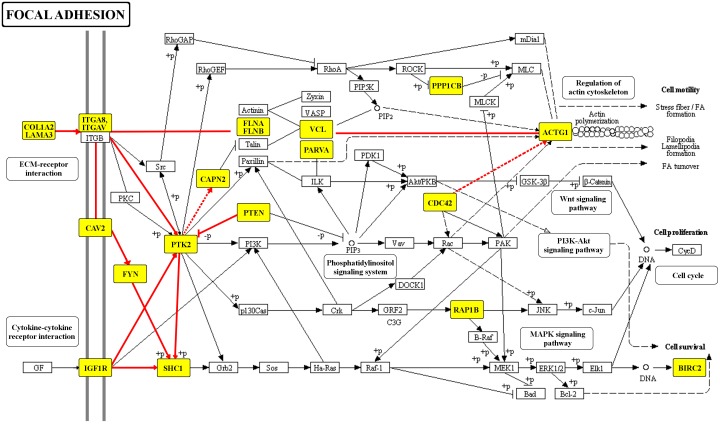 FOCAL ADHESION
RhoGAP
mDia1
+p
+p
+p
RhoGEF
RhoA
ROCK
MLC
PIP5K
PPP1CB
-p
+p
MLCK
Regulation of
actin cytoskeleton
Cell motility
Stress fiber / FA
formation
Zyxin
Actinin
VASP
PIP2
COL1A2
LAMA3
ITGA8,
ITGAV
ITGB
FLNA
FLNB
VCL
Talin
ACTG1
Actin
polymerization
Filopodia
Lamellipodia
formation
FA turnover
PARVA
Paxillin
PDK1
ECM-receptor
interaction
Src
CAPN2
ILK
+p
Akt/PKB
+p
GSK-3β
β-Catenin
PKC
+p
+p
+p
CDC42
Wnt signaling
pathway
PTEN
CAV2
PTK2
-p
PI3K
-p
PIP3
Vav
Rac
PAK
PI3K-Akt
signaling pathway
Cell proliferation
DNA
CycD
Phosphatidylinositol
signaling system
FYN
DOCK1
Cell cycle
+p
p130Cas
Crk
GRF2
C3G
RAP1B
+p
JNK
c-Jun
Cytokine-cytokine
receptor interaction
B-Raf
MAPK signaling
pathway
+p
+p
+p
+p
+p
+p
Cell survival
GF
IGF1R
SHC1
Grb2
Sos
Ha-Ras
Raf-1
MEK1
ERK1/2
Elk1
DNA
BIRC2
+p
Bad
Bcl-2